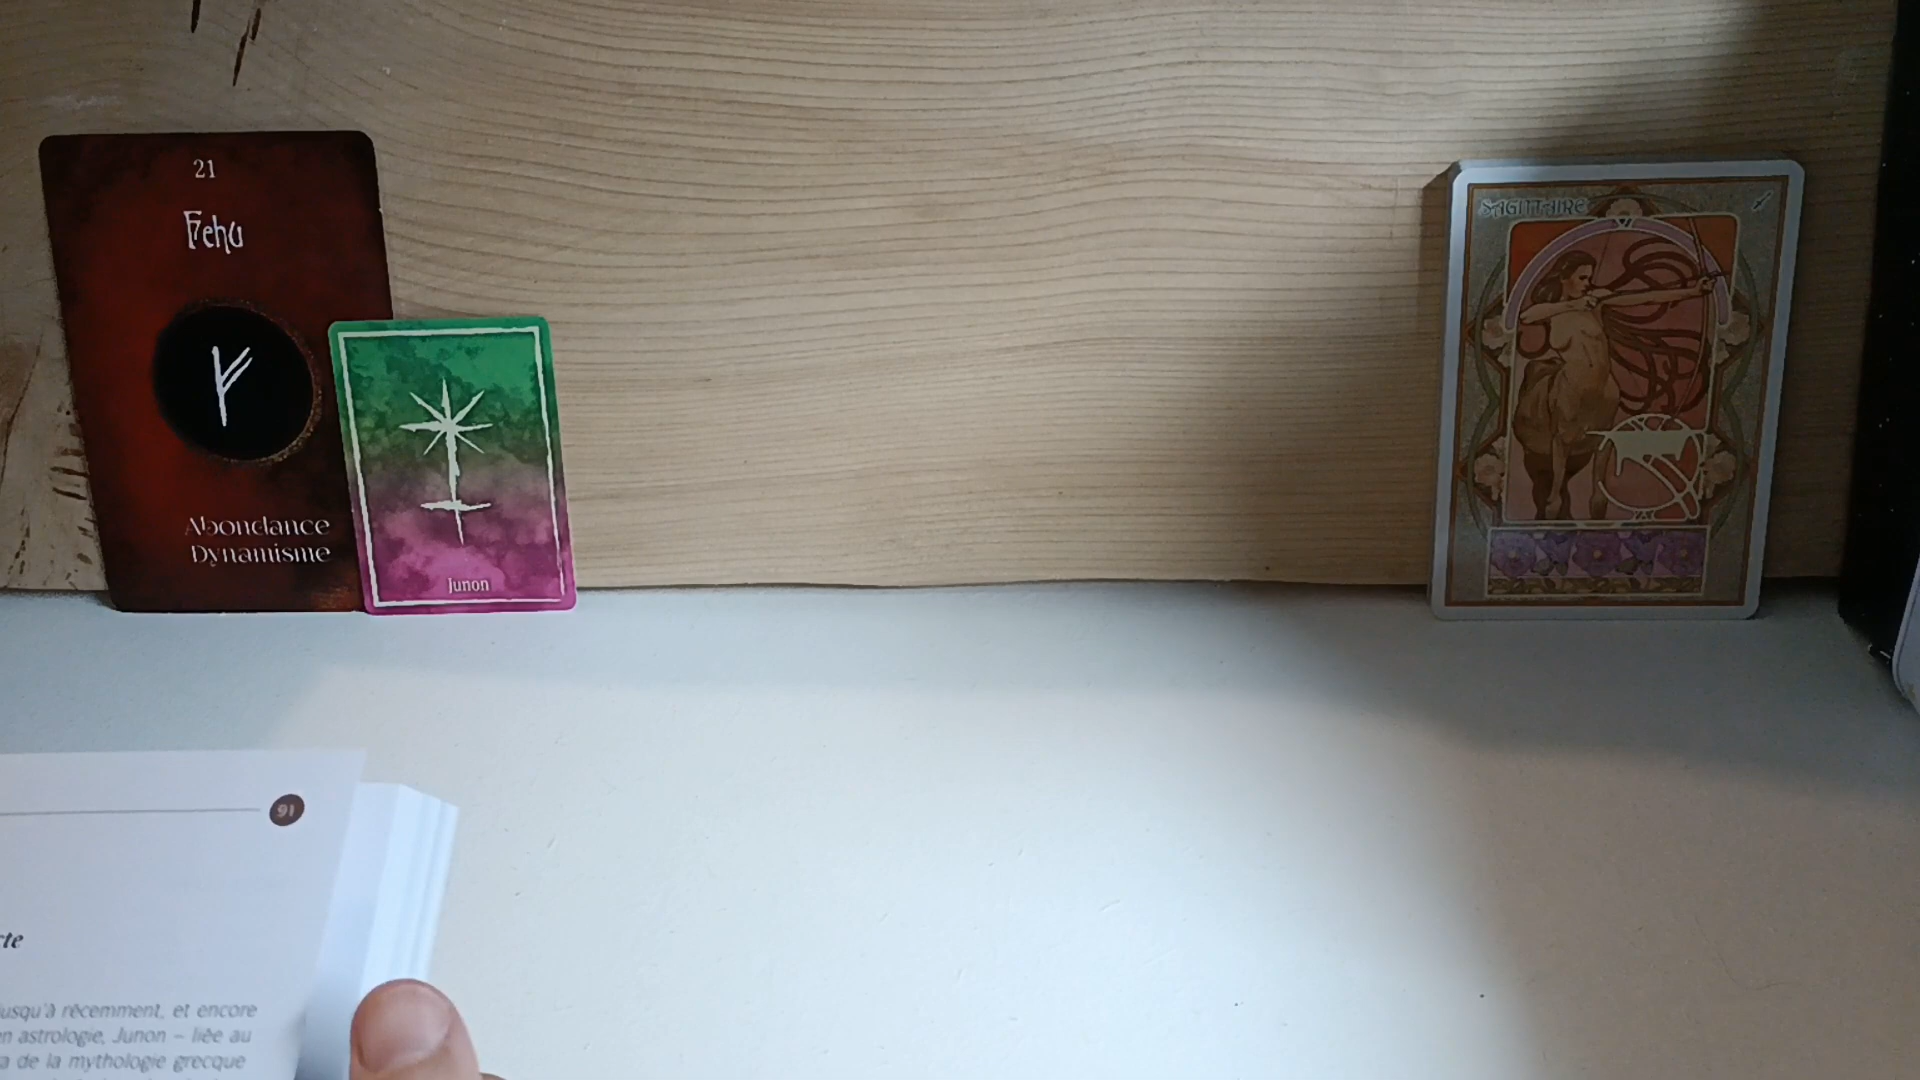 21
Fehu
Abondance
Dynamisme
Junon
SAGITTAIRE
91
jusqu'à récemment, et encore
en astrologie, Junon – liée au
de la mythologie grecque